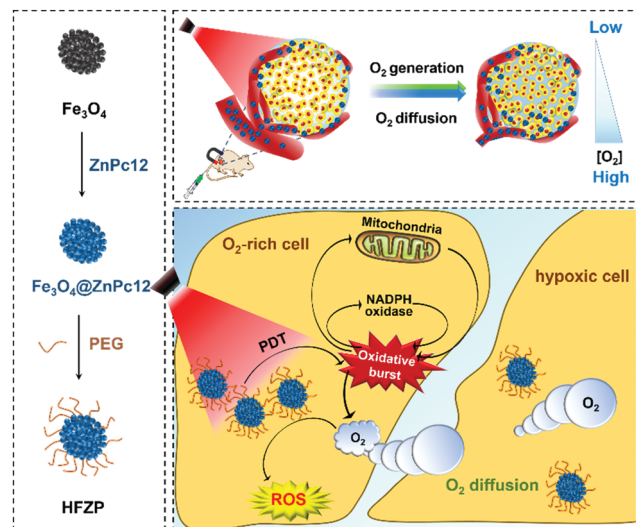 Fe3O4
ZnPc12
Fe3O4@ZnPc12
PEG
HFZP
O2 generation
O2 diffusion
Low
[O2]
High
O2-rich cell
Mitochondria
NADPH
oxidase
PDT
Oxidative
burst
O2
ROS
hypoxic cell
O2
O2 diffusion